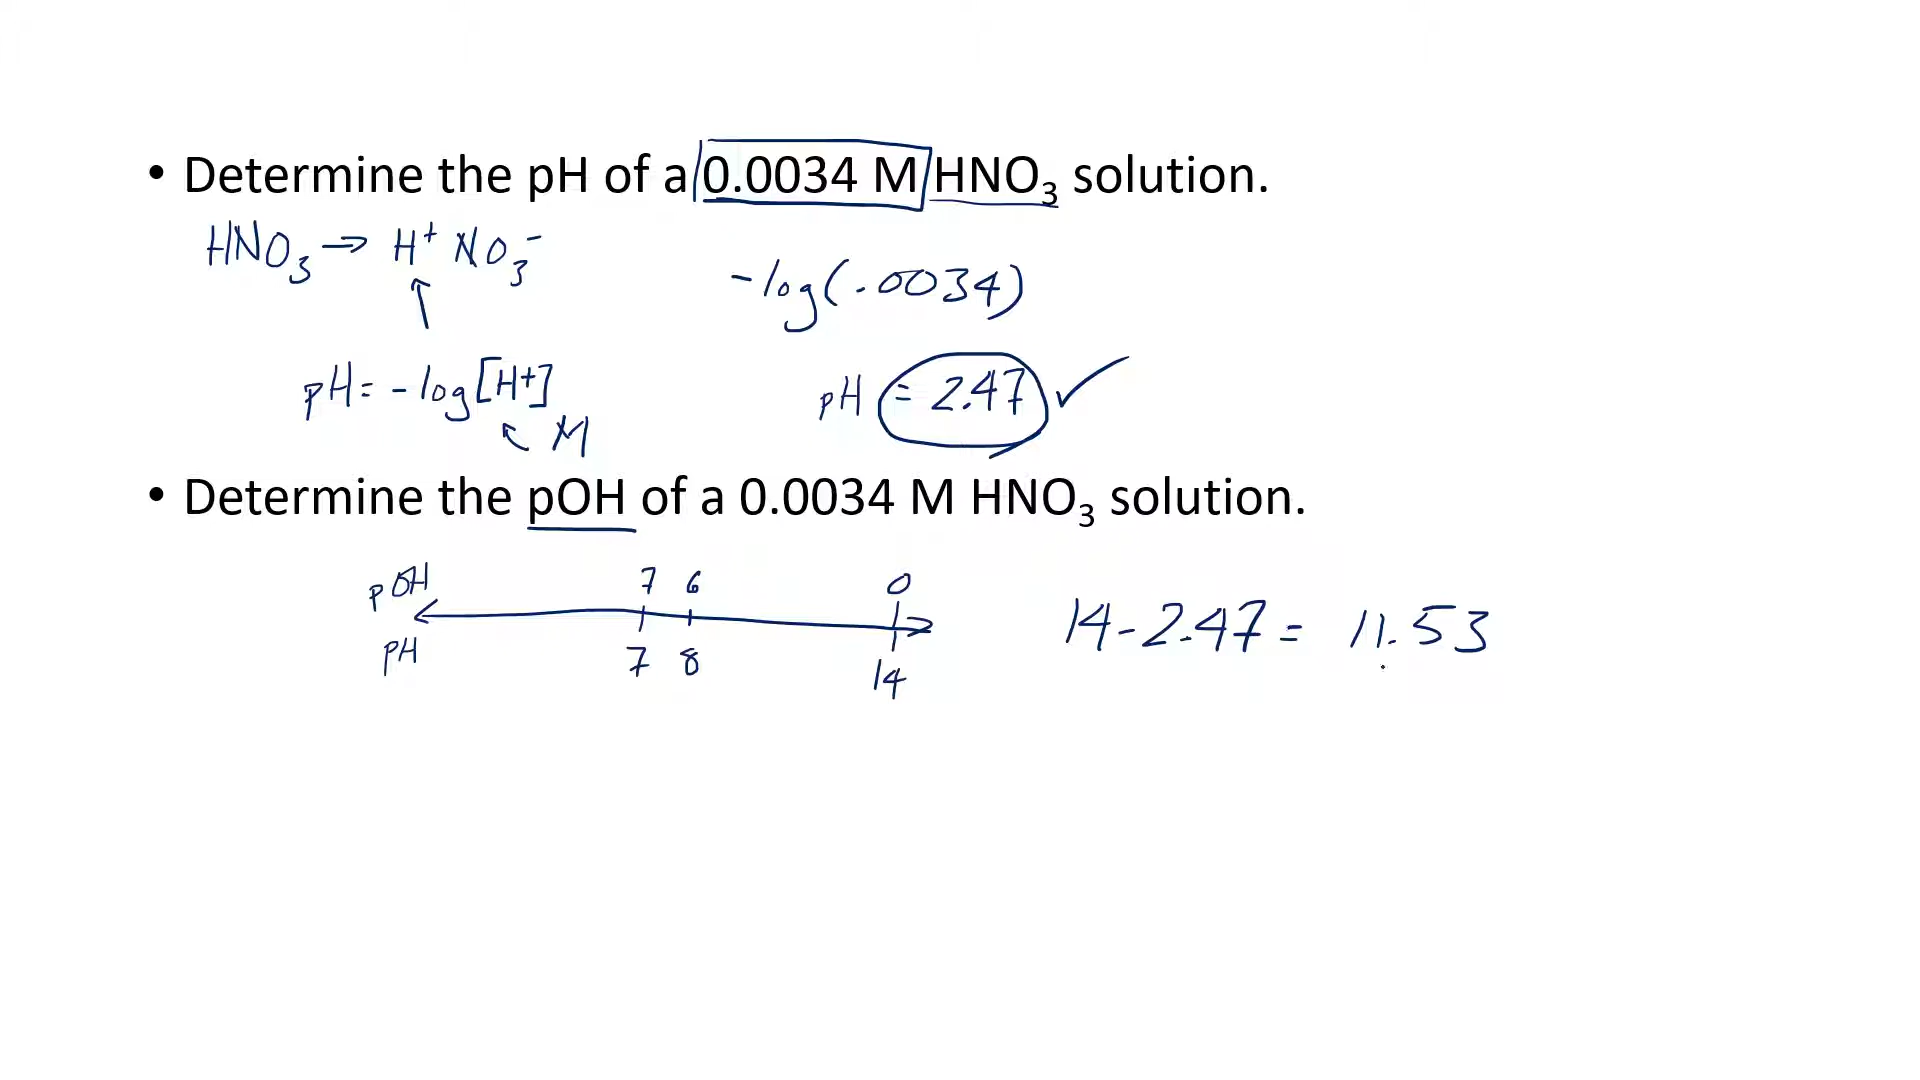 • Determine the pH of a 0.0034 M HNO₃ solution.
HNO₃ → H⁺ NO₃⁻
-log(.0034)
pH = -log[H+]
M
pH = 2.47 ✓
• Determine the pOH of a 0.0034 M HNO₃ solution.
pOH 7 6 0
pH 7 8 14
14-2.47 = 11.53